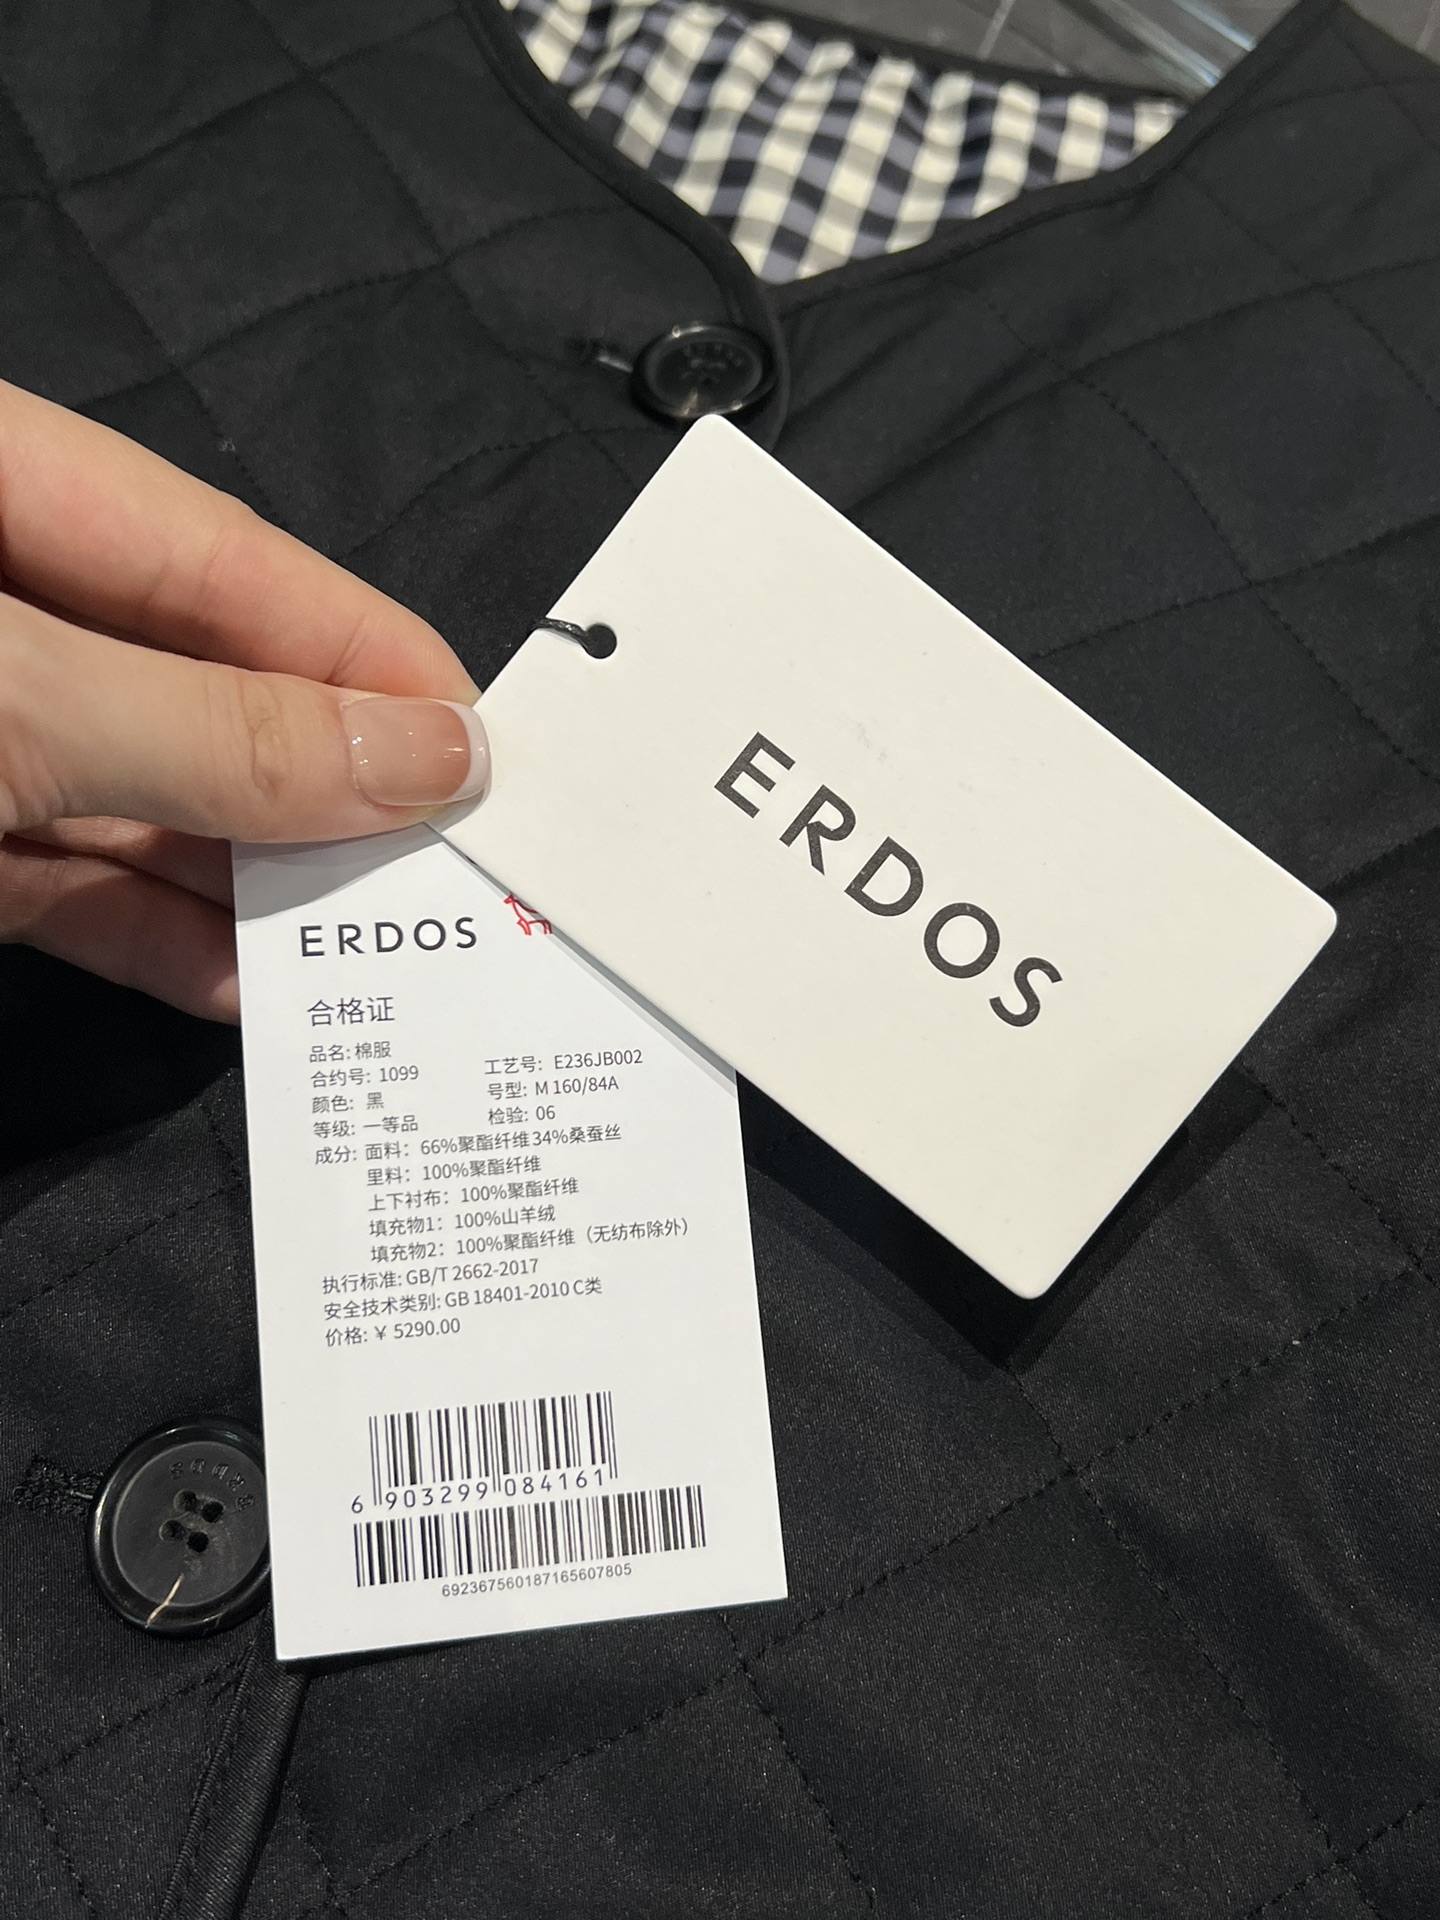 ERDOS
ERDOS
合格证
品名: 棉服
合约号: 1099 工艺号: E236JB002
颜色: 黑 号型: M 160/84A
等级: 一等品 检验: 06
成分: 面料: 66%聚酯纤维34%桑蚕丝
里料: 100%聚酯纤维
上下衬布: 100%聚酯纤维
填充物1: 100%山羊绒
填充物2: 100%聚酯纤维（无纺布除外）
执行标准: GB/T 2662-2017
安全技术类别: GB 18401-2010 C类
价格: ¥ 5290.00
6 903299 084161
692367560187165607805
ERDOS